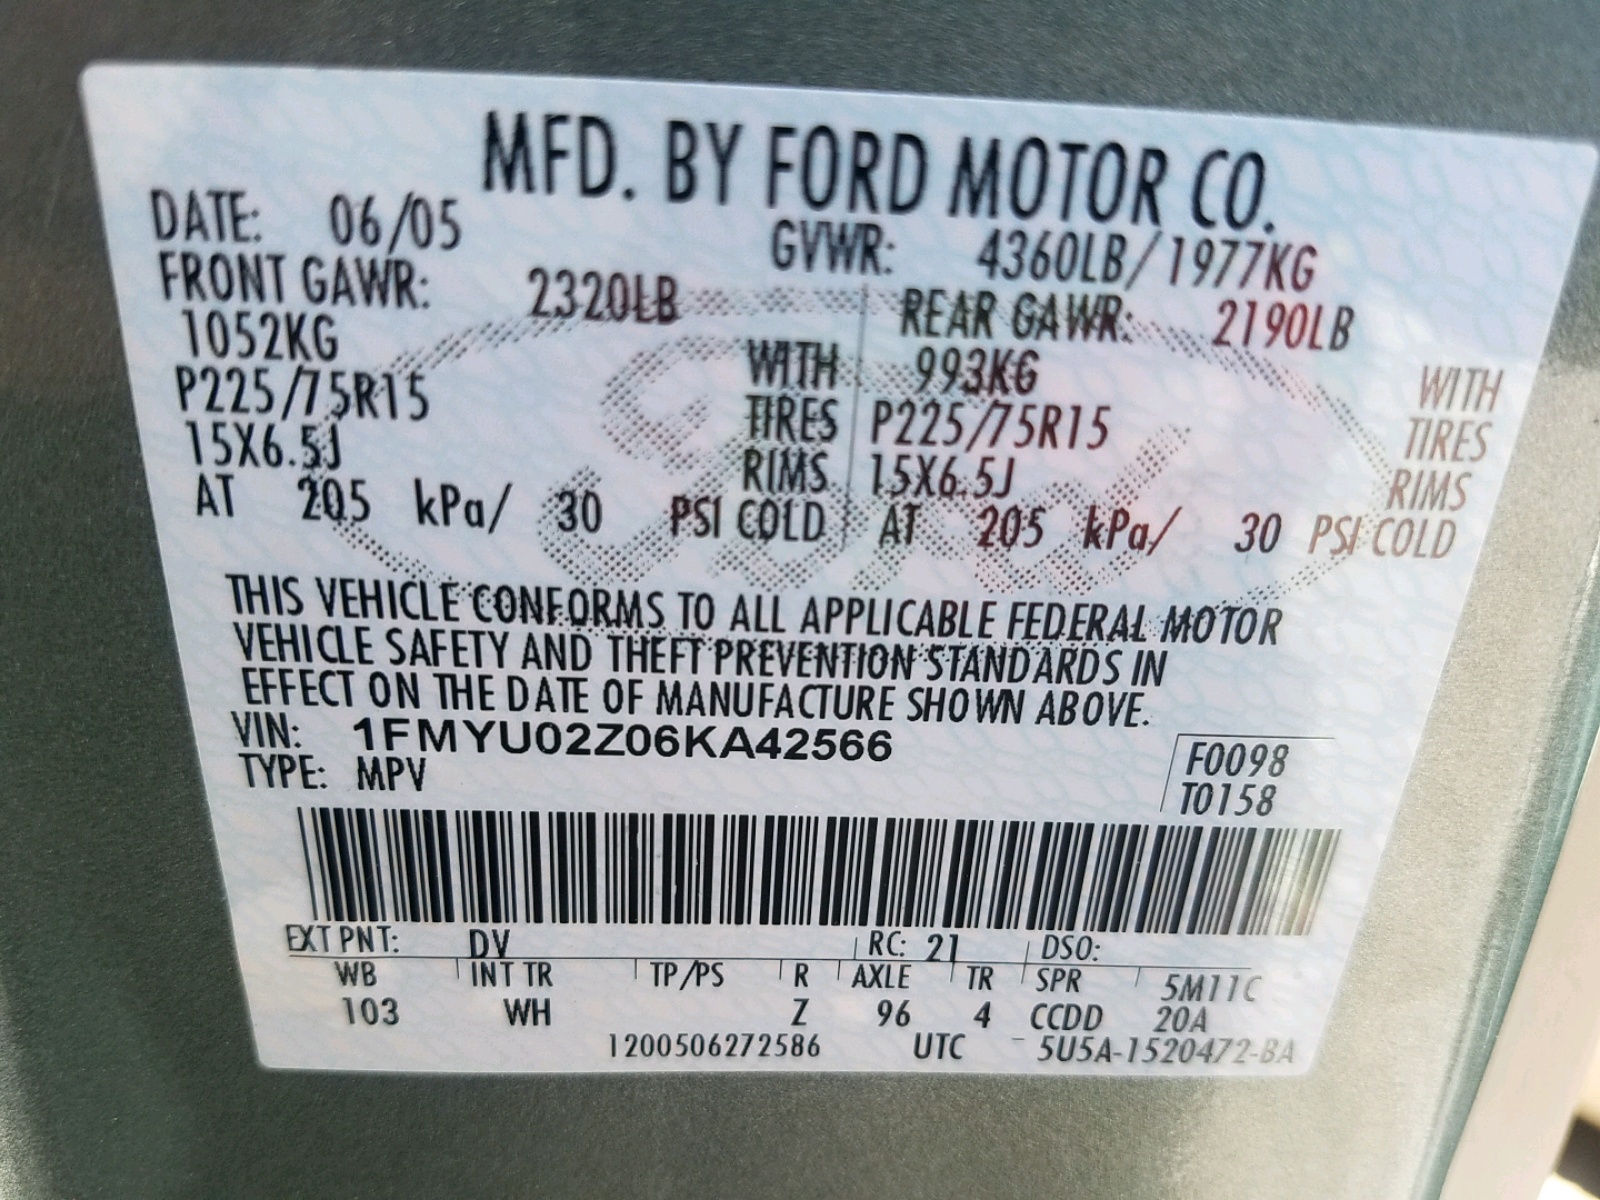 MFD. BY FORD MOTOR CO.
DATE: 06/05 GVWR: 4360LB/1977KG
FRONT GAWR: 2320LB REAR GAWR: 2190LB
1052KG WITH 993KG WITH
P225/75R15 TIRES P225/75R15 TIRES
15X6.5J RIMS 15X6.5J RIMS
AT 205 kPa/ 30 PSI COLD AT 205 kPa/ 30 PSI COLD
THIS VEHICLE CONFORMS TO ALL APPLICABLE FEDERAL MOTOR
VEHICLE SAFETY AND THEFT PREVENTION STANDARDS IN
EFFECT ON THE DATE OF MANUFACTURE SHOWN ABOVE.
VIN: 1FMYU02Z06KA42566
TYPE: MPV
F0098
T0158
EXT PNT: DV RC: 21 DSO:
WB INT TR TP/PS R AXLE TR SPR 5M11C
103 WH Z 96 4 CCDD 20A
1200506272586 UTC 5U5A-1520472-BA
Ford